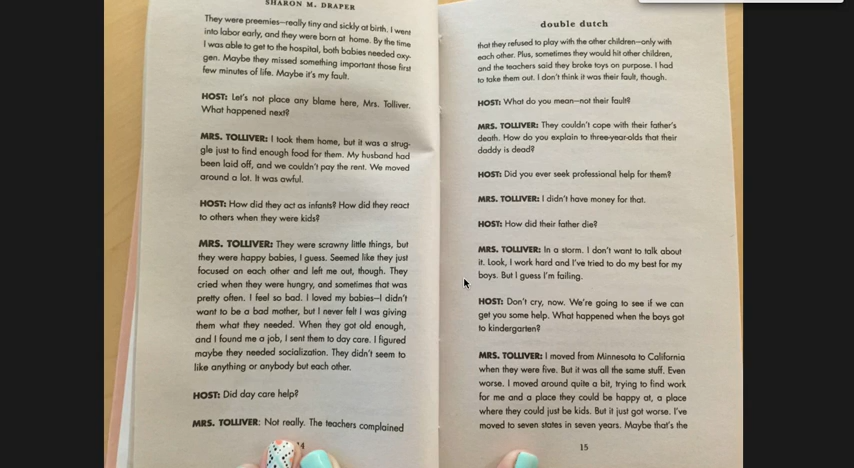 SHARON M. DRAPER
They were preemies—really tiny and sickly at birth. I went
into labor early, and they were born at home. By the time
I was able to get to the hospital, both babies needed oxy-
gen. Maybe they missed something important those first
few minutes of life. Maybe it's my fault.
HOST: Let's not place any blame here, Mrs. Tolliver.
What happened next?
MRS. TOLLIVER: I took them home, but it was a strug-
gle just to find enough food for them. My husband had
been laid off, and we couldn't pay the rent. We moved
around a lot. It was awful.
HOST: How did they act as infants? How did they react
to others when they were kids?
MRS. TOLLIVER: They were scrawny little things, but
they were happy babies, I guess. Seemed like they just
focused on each other and left me out, though. They
cried when they were hungry, and sometimes that was
pretty often. I feel so bad. I loved my babies—I didn't
want to be a bad mother, but I never felt I was giving
them what they needed. When they got old enough,
and I found me a job, I sent them to day care. I figured
maybe they needed socialization. They didn't seem to
like anything or anybody but each other.
HOST: Did day care help?
MRS. TOLLIVER: Not really. The teachers complained
double dutch
that they refused to play with the other children—only with
each other. Plus, sometimes they would hit other children,
and the teachers said they broke toys on purpose. I had
to take them out. I don't think it was their fault, though.
HOST: What do you mean—not their fault?
MRS. TOLLIVER: They couldn't cope with their father's
death. How do you explain to three-year-olds that their
daddy is dead?
HOST: Did you ever seek professional help for them?
MRS. TOLLIVER: I didn't have money for that.
HOST: How did their father die?
MRS. TOLLIVER: In a storm. I don't want to talk about
it. Look, I work hard and I've tried to do my best for my
boys. But I guess I'm failing.
HOST: Don't cry, now. We're going to see if we can
get you some help. What happened when the boys got
to kindergarten?
MRS. TOLLIVER: I moved from Minnesota to California
when they were five. But it was all the same stuff. Even
worse. I moved around quite a bit, trying to find work
for me and a place they could be happy at, a place
where they could just be kids. But it just got worse. I've
moved to seven states in seven years. Maybe that's the
15